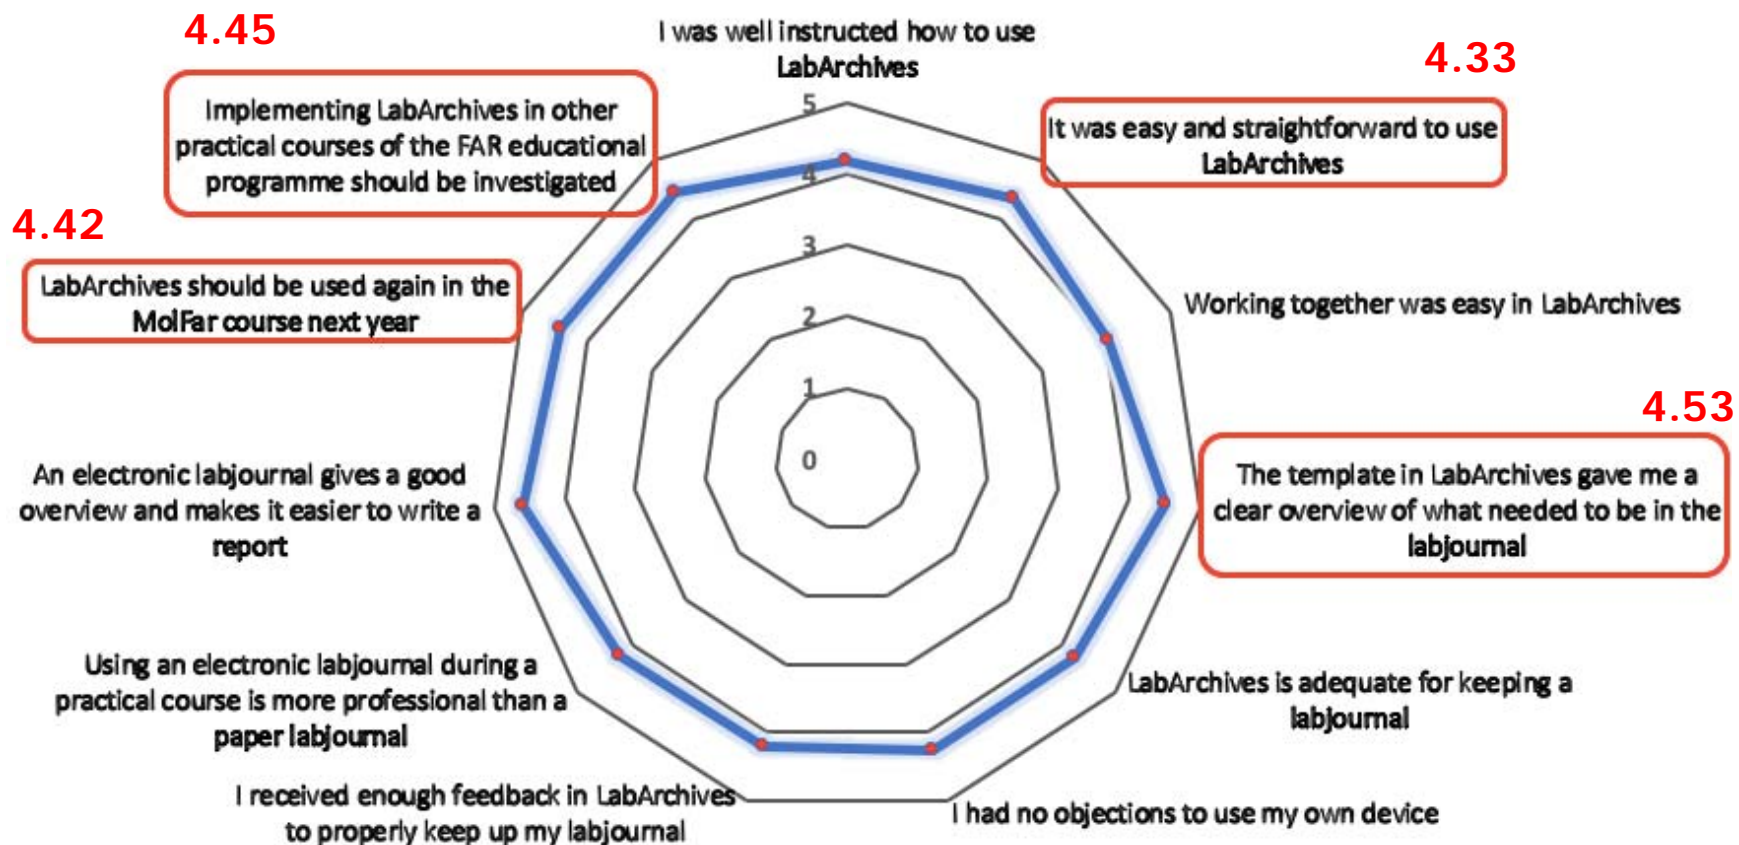 4.45
I was well instructed how to use
LabArchives
4.33
Implementing LabArchives in other
practical courses of the FAR educational
programme should be investigated
It was easy and straightforward to use
LabArchives
5
4
3
2
1
0
4.42
LabArchives should be used again in the
MolFar course next year
Working together was easy in LabArchives
4.53
An electronic labjournal gives a good
overview and makes it easier to write a
report
The template in LabArchives gave me a
clear overview of what needed to be in the
labjournal
Using an electronic labjournal during a
practical course is more professional than a
paper labjournal
LabArchives is adequate for keeping a
labjournal
I received enough feedback in LabArchives
to properly keep up my labjournal
I had no objections to use my own device